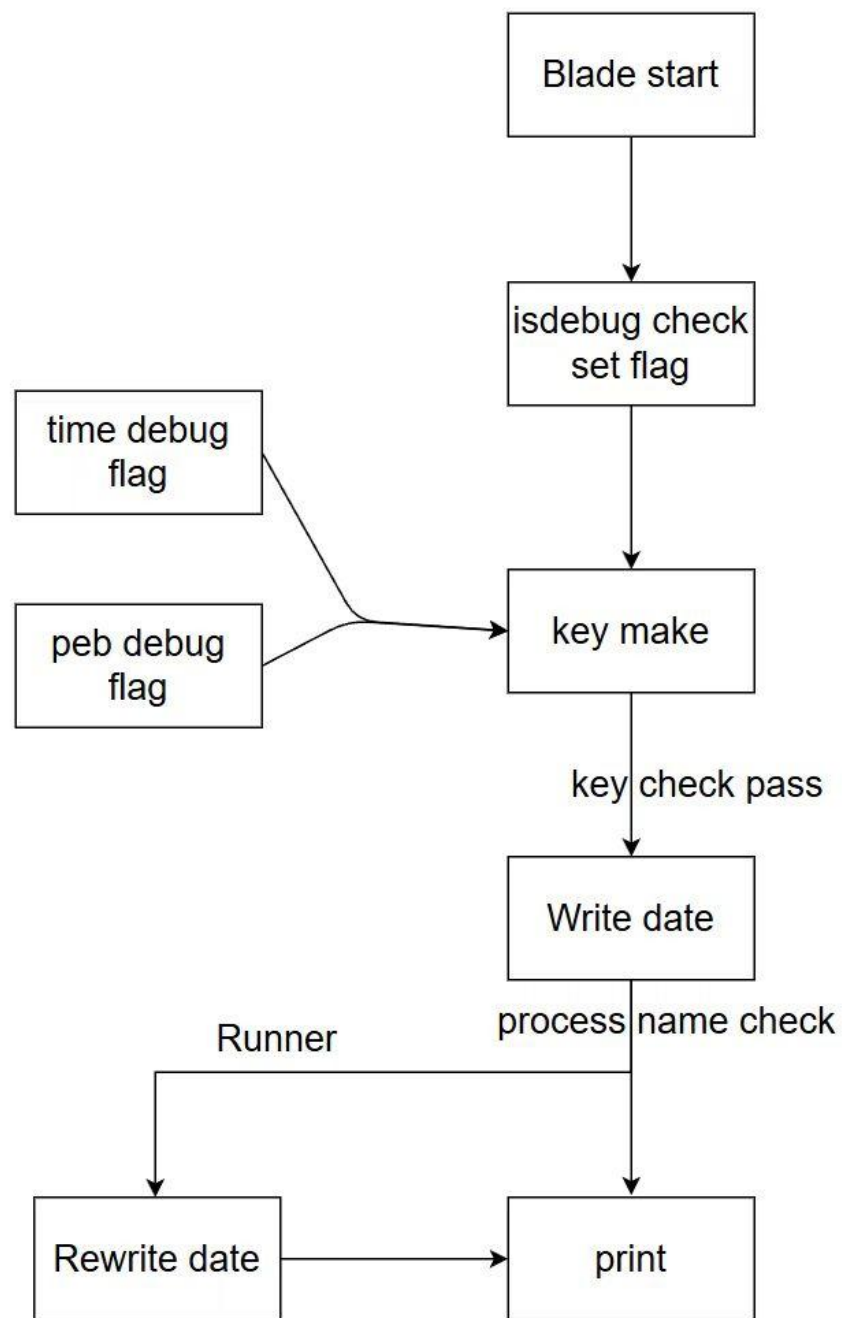 Blade start
isdebug check
set flag
time debug
flag
peb debug
flag
key make
key check pass
Write date
process name check
Runner
Rewrite date
print